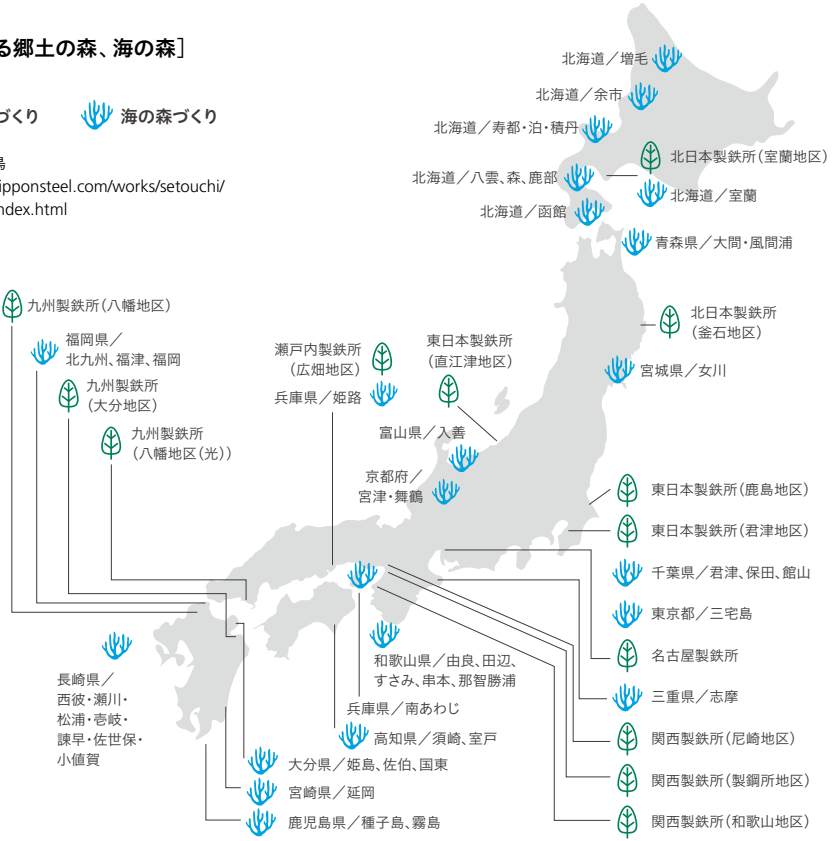 る郷土の森、海の森］
づくり
海の森づくり
島
ipponsteel.com/works/setouchi/
ndex.html
北海道／増毛
北海道／余市
北海道／寿都・泊・積丹
北日本製鉄所（室蘭地区）
北海道／八雲、森、鹿部
北海道／室蘭
北海道／函館
青森県／大間・風間浦
九州製鉄所（八幡地区）
福岡県／
北九州、福津、福岡
九州製鉄所
（大分地区）
九州製鉄所
（八幡地区（光））
瀬戸内製鉄所
（広畑地区）
兵庫県／姫路
東日本製鉄所
（直江津地区）
富山県／入善
京都府／
宮津・舞鶴
北日本製鉄所
（釜石地区）
宮城県／女川
東日本製鉄所（鹿島地区）
東日本製鉄所（君津地区）
千葉県／君津、保田、館山
東京都／三宅島
名古屋製鉄所
三重県／志摩
関西製鉄所（尼崎地区）
関西製鉄所（製鋼所地区）
関西製鉄所（和歌山地区）
和歌山県／由良、田辺、
すさみ、串本、那智勝浦
兵庫県／南あわじ
高知県／須崎、室戸
長崎県／
西彼・瀬川・
松浦・壱岐・
諫早・佐世保・
小値賀
大分県／姫島、佐伯、国東
宮崎県／延岡
鹿児島県／種子島、霧島